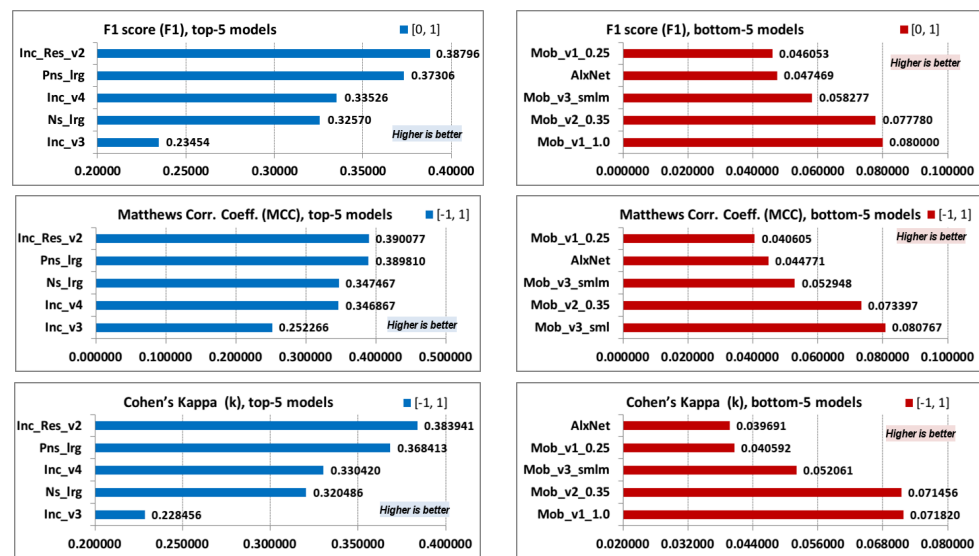 F1 score (F1), top-5 models
[0, 1]
Inc_Res_v2
0.38796
Pns_lrg
0.37306
Inc_v4
0.33526
Ns_lrg
0.32570
Inc_v3
0.23454
Higher is better
0.20000 0.25000 0.30000 0.35000 0.40000
F1 score (F1), bottom-5 models
[0, 1]
Mob_v1_0.25
0.046053
Higher is better
AlxNet
0.047469
Mob_v3_smlm
0.058277
Mob_v2_0.35
0.077780
Mob_v1_1.0
0.080000
0.000000 0.020000 0.040000 0.060000 0.080000 0.100000
Matthews Corr. Coeff. (MCC), top-5 models
[-1, 1]
Inc_Res_v2
0.390077
Pns_lrg
0.389810
Ns_lrg
0.347467
Inc_v4
0.346867
Inc_v3
0.252266
Higher is better
0.000000 0.100000 0.200000 0.300000 0.400000 0.500000
Matthews Corr. Coeff. (MCC), bottom-5 models
[-1, 1]
Mob_v1_0.25
0.040605
Higher is better
AlxNet
0.044771
Mob_v3_smlm
0.052948
Mob_v2_0.35
0.073397
Mob_v3_sml
0.080767
0.000000 0.020000 0.040000 0.060000 0.080000 0.100000
Cohen's Kappa (k), top-5 models
[-1, 1]
Inc_Res_v2
0.383941
Pns_lrg
0.368413
Inc_v4
0.330420
Ns_lrg
0.320486
Inc_v3
0.228456
Higher is better
0.200000 0.250000 0.300000 0.350000 0.400000
Cohen's Kappa (k), bottom-5 models
[-1, 1]
AlxNet
0.039691
Higher is better
Mob_v1_0.25
0.040592
Mob_v3_smlm
0.052061
Mob_v2_0.35
0.071456
Mob_v1_1.0
0.071820
0.020000 0.032000 0.044000 0.056000 0.068000 0.080000